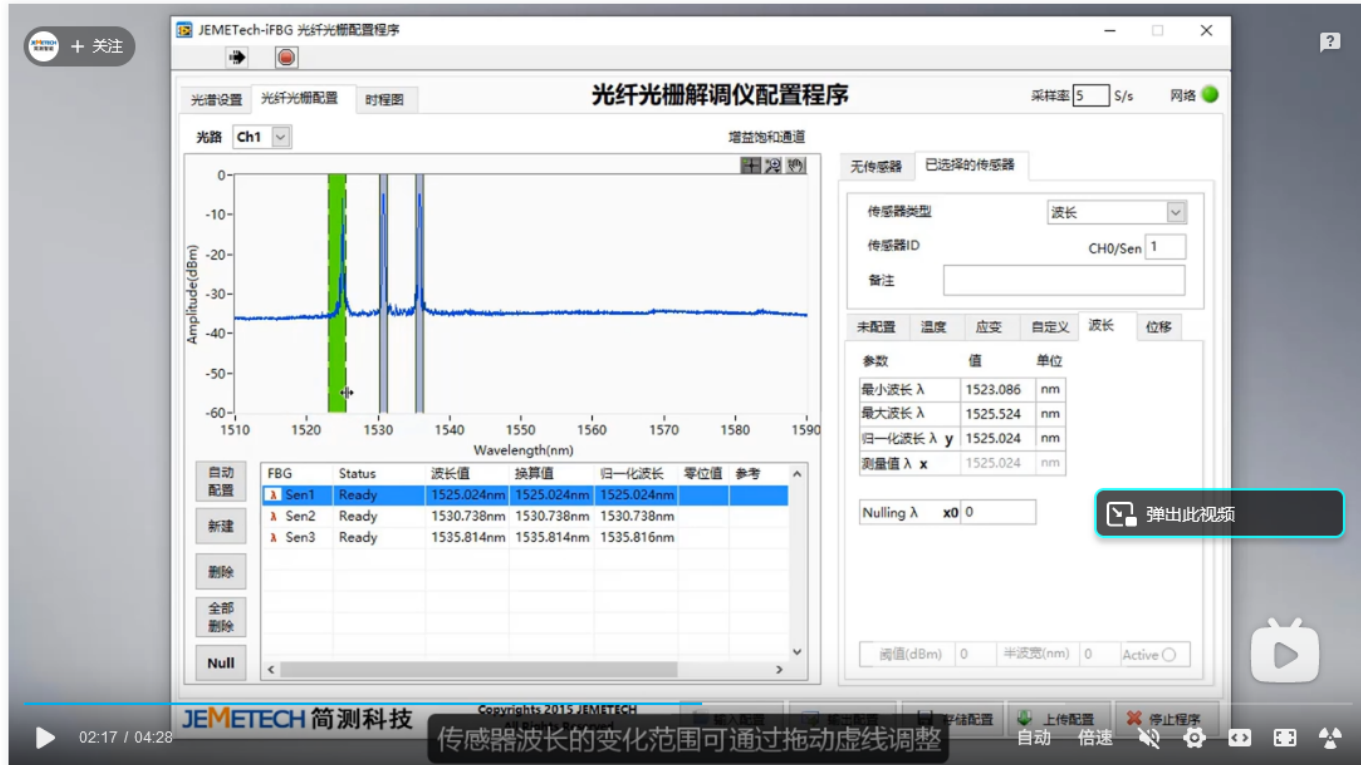 JEMETech-iFBG 光纤光栅配置程序
+ 关注
?
光谱设置 光纤光栅配置 时程图
光纤光栅解调仪配置程序
采样率 5 S/s 网络
光路 Ch1
增益饱和通道
无传感器 已选择的传感器
0
-10
-20
-30
-40
-50
-60
Amplitude(dBm)
1510 1520 1530 1540 1550 1560 1570 1580 1590
Wavelength(nm)
传感器类型 波长
传感器ID CH0/Sen 1
备注
未配置 温度 应变 自定义 波长 位移
参数 值 单位
最小波长 λ 1523.086 nm
最大波长 λ 1525.524 nm
归一化波长 λ y 1525.024 nm
测量值 λ x 1525.024 nm
Nulling λ x0 0
自动
配置
新建
删除
全部
删除
Null
FBG Status 波长值 换算值 归一化波长 零位值 参考
λ Sen1 Ready 1525.024nm 1525.024nm 1525.024nm
λ Sen2 Ready 1530.738nm 1530.738nm 1530.738nm
λ Sen3 Ready 1535.814nm 1535.814nm 1535.816nm
弹出此视频
阈值(dBm) 0 半波宽(nm) 0 Active
JEMETECH 简测科技
Copyrights 2015 JEMETECH
All Rights Reserved
输入配置 输出配置 存储配置 上传配置 停止程序
传感器波长的变化范围可通过拖动虚线调整
02:17 / 04:28
自动 倍速